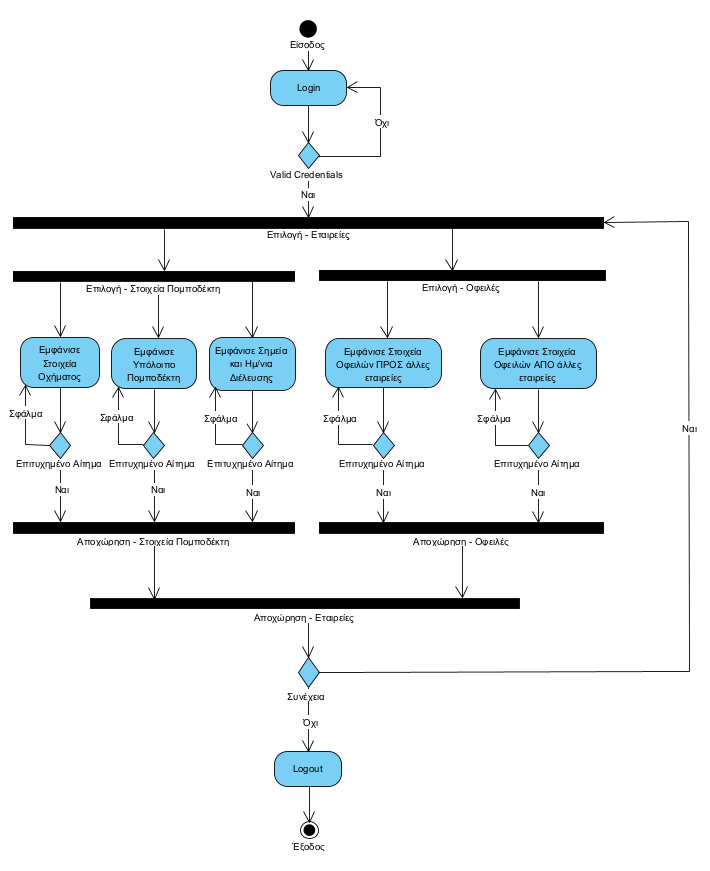 Είσοδος
Login
Όχι
Valid Credentials
Ναι
Επιλογή - Εταιρείες
Επιλογή - Στοιχεία Πομποδέκτη
Επιλογή - Οφειλές
Εμφάνισε
Στοιχεία
Οχήματος
Εμφάνισε
Υπόλοιπο
Πομποδέκτη
Εμφάνισε Σημεία
και Ημ/νια
Διέλευσης
Εμφάνισε Στοιχεία
Οφειλών ΠΡΟΣ άλλες
εταιρείες
Εμφάνισε Στοιχεία
Οφειλών ΑΠΟ άλλες
εταιρείες
Σφάλμα
Σφάλμα
Σφάλμα
Σφάλμα
Σφάλμα
Ναι
Επιτυχημένο Αίτημα
Επιτυχημένο Αίτημα
Επιτυχημένο Αίτημα
Επιτυχημένο Αίτημα
Επιτυχημένο Αίτημα
Ναι
Ναι
Ναι
Ναι
Ναι
Αποχώρηση - Στοιχεία Πομποδέκτη
Αποχώρηση - Οφειλές
Αποχώρηση - Εταιρείες
Συνέχεια
Όχι
Logout
Έξοδος